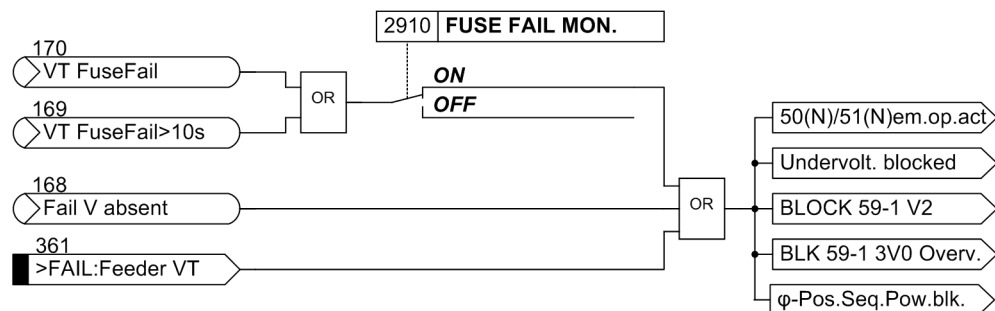 2910 FUSE FAIL MON.
170
VT FuseFail
ON
OR
OFF
169
VT FuseFail>10s
50(N)/51(N)em.op.act
Undervolt. blocked
168
Fail V absent
OR
BLOCK 59-1 V2
361
>FAIL:Feeder VT
BLK 59-1 3V0 Overv.
φ-Pos.Seq.Pow.blk.